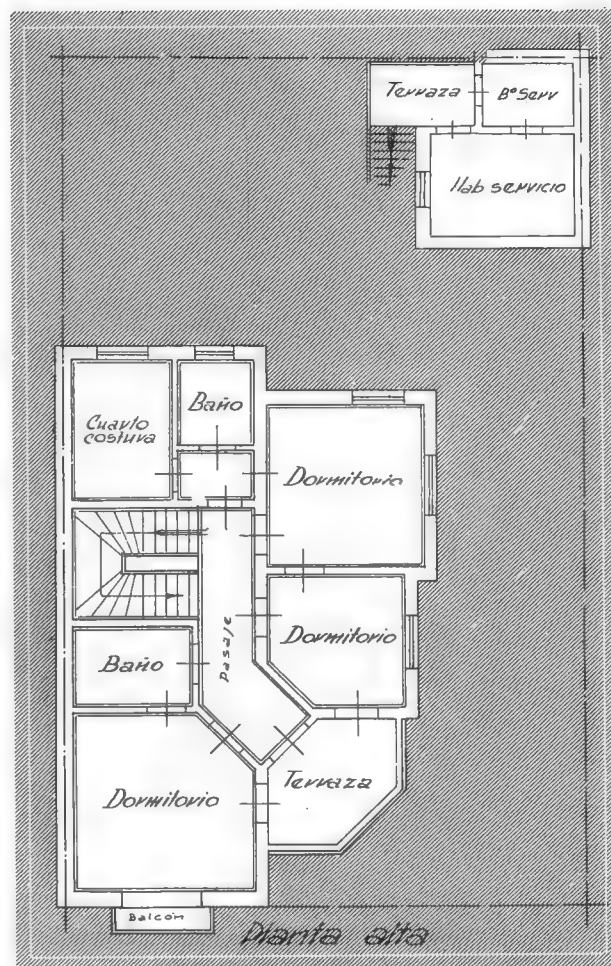 Terraza
Bº Serv
Hab servicio
Cuarto
costura
Baño
Dormitorio
Dormitorio
Pasaje
Baño
Dormitorio
Terraza
Balcón
Planta alta